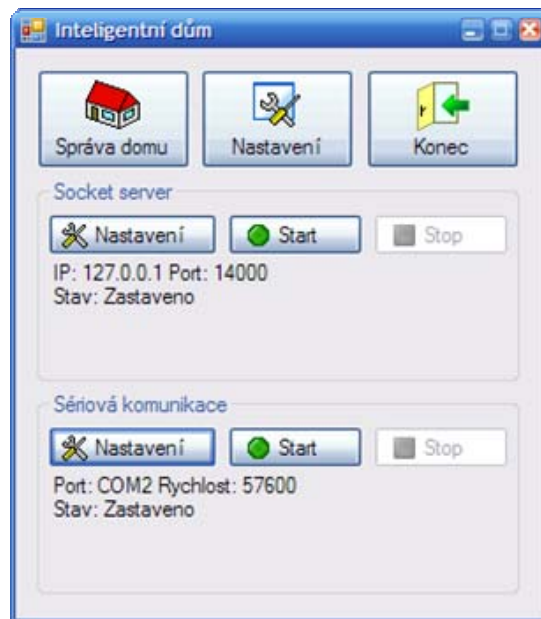 Inteligentní dům
Správa domu Nastavení Konec
Socket server
Nastavení Start Stop
IP: 127.0.0.1 Port: 14000
Stav: Zastaveno
Sériová komunikace
Nastavení Start Stop
Port: COM2 Rychlost: 57600
Stav: Zastaveno